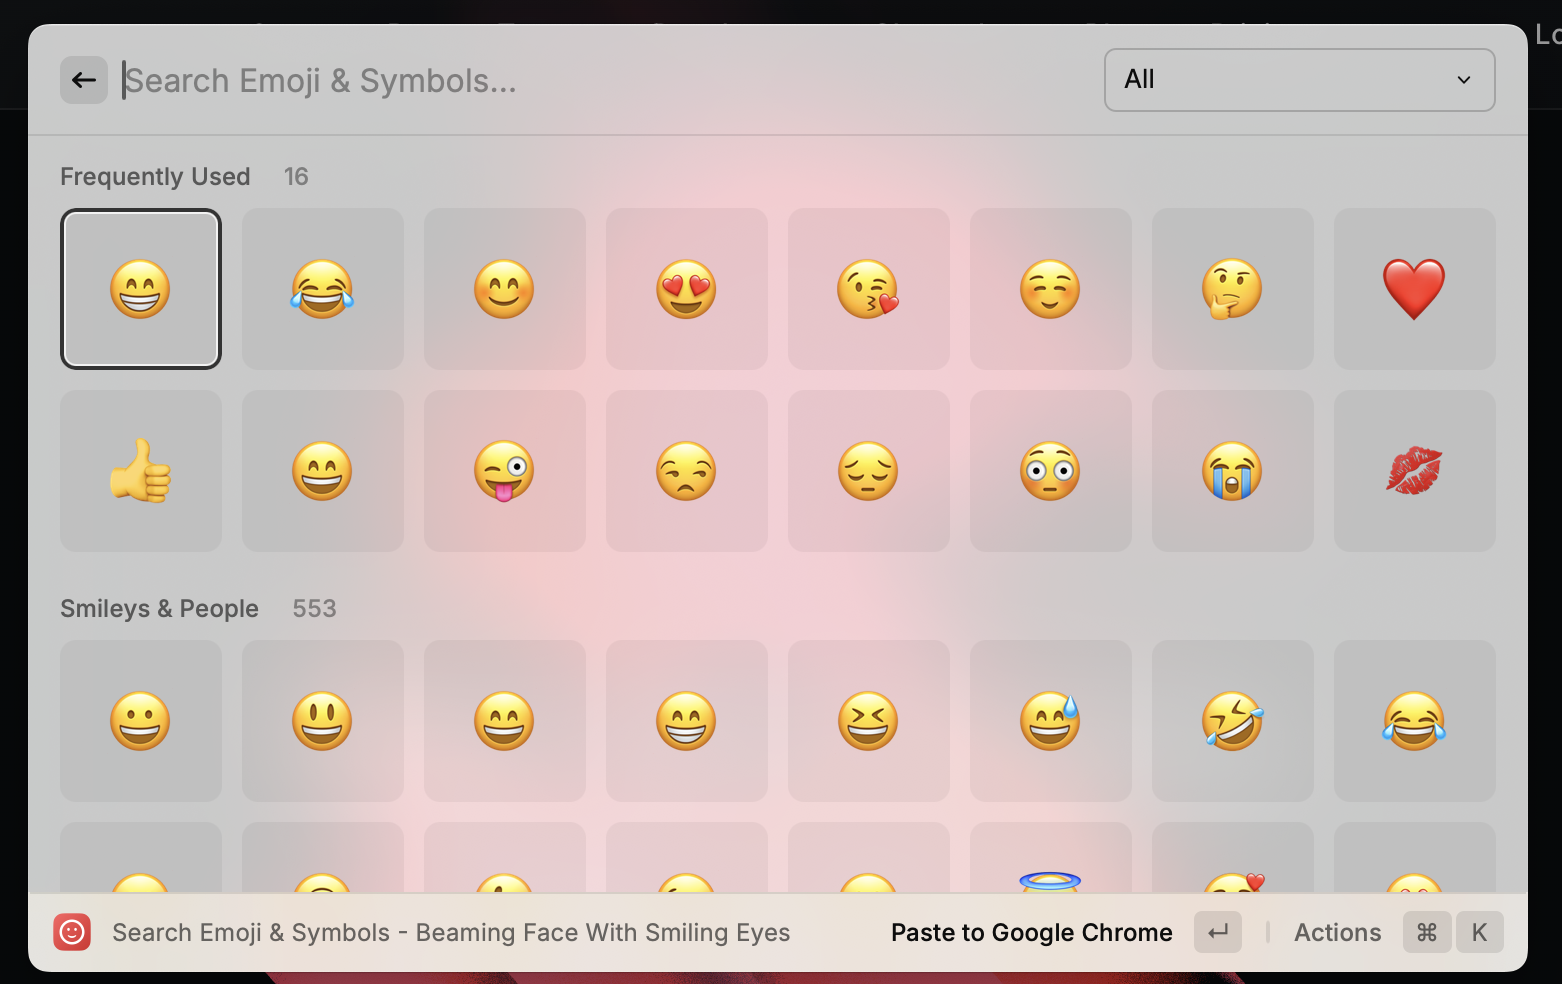 Lo
Search Emoji & Symbols...
All
Frequently Used 16
Smileys & People 553
Search Emoji & Symbols - Beaming Face With Smiling Eyes
Paste to Google Chrome
Actions ⌘ K